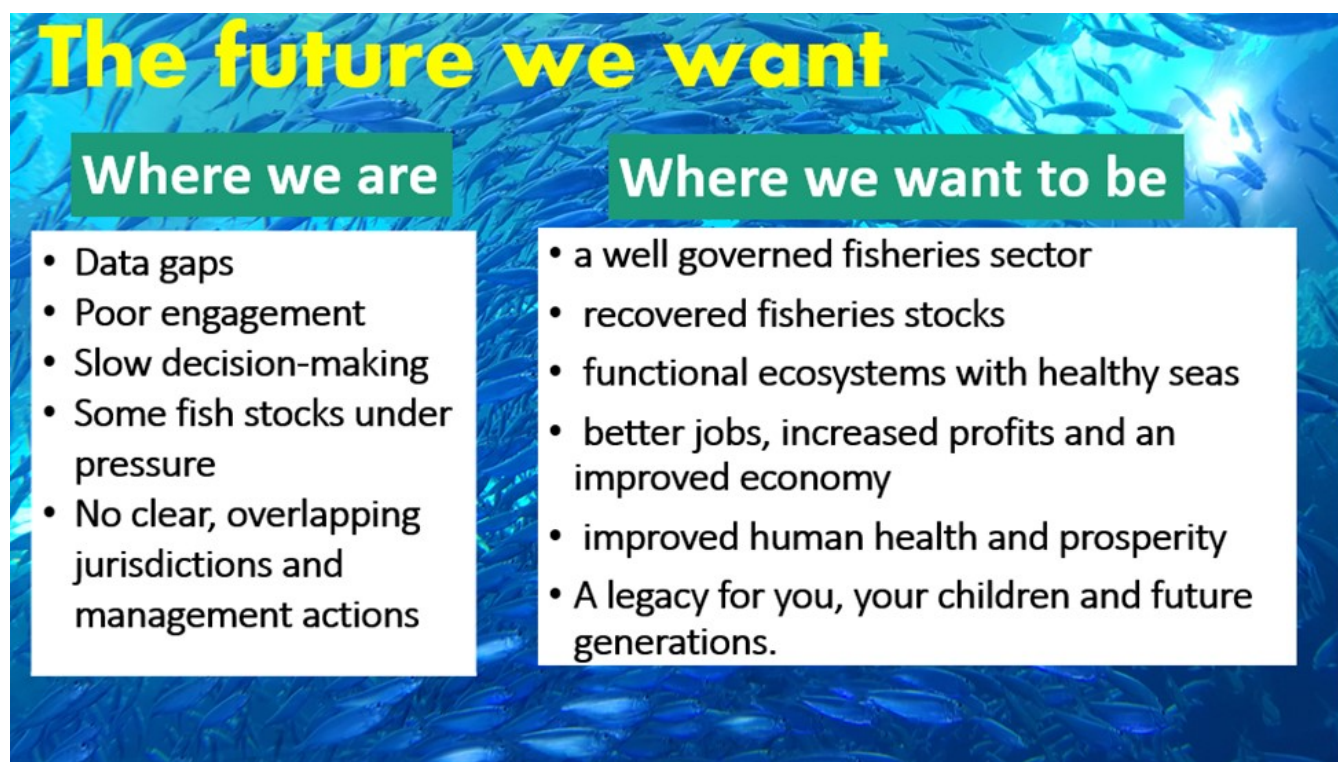 The future we want
Where we are
• Data gaps
• Poor engagement
• Slow decision-making
• Some fish stocks under
pressure
• No clear, overlapping
jurisdictions and
management actions
Where we want to be
• a well governed fisheries sector
• recovered fisheries stocks
• functional ecosystems with healthy seas
• better jobs, increased profits and an
improved economy
• improved human health and prosperity
• A legacy for you, your children and future
generations.